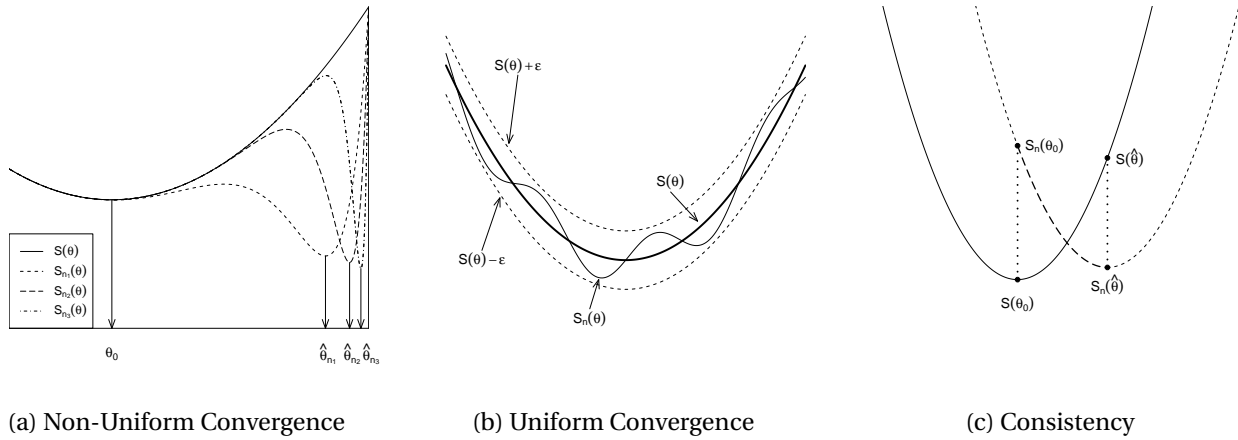 S(θ)
Sₙ₁(θ)
Sₙ₂(θ)
Sₙ₃(θ)
θ₀
θ̂ₙ₁
θ̂ₙ₂
θ̂ₙ₃
(a) Non-Uniform Convergence
S(θ)+ε
S(θ)
S(θ)−ε
Sₙ(θ)
(b) Uniform Convergence
Sₙ(θ₀)
S(θ̂)
S(θ₀)
Sₙ(θ̂)
(c) Consistency